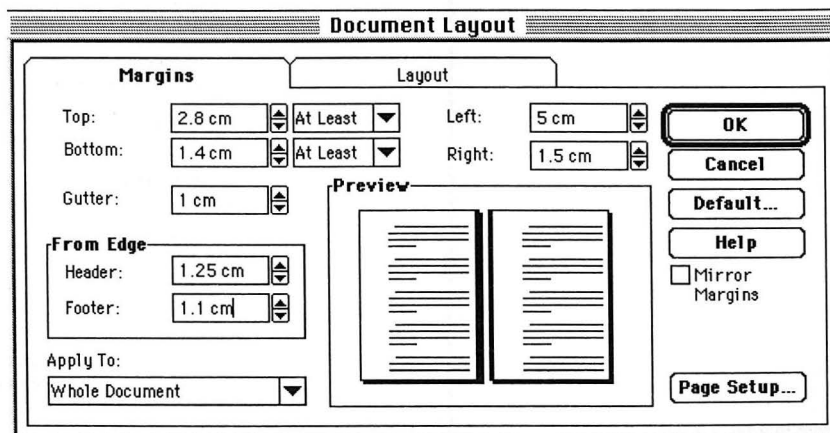 Document Layout
Margins
Layout
Top:
2.8 cm
At Least
Left:
5 cm
OK
Bottom:
1.4 cm
At Least
Right:
1.5 cm
Cancel
Gutter:
1 cm
Preview
Default...
From Edge
Help
Header:
1.25 cm
Mirror
Margins
Footer:
1.1 cm
Apply To:
Whole Document
Page Setup...